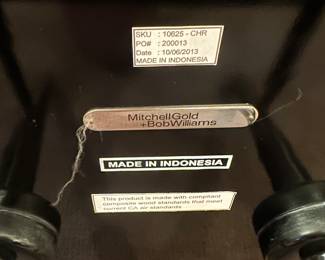 SKU : 10625 - CHR
PO# : 200013
Date : 10/06/2013
MADE IN INDONESIA
MitchellGold
+BobWilliams
MADE IN INDONESIA
This product is made with compliant
composite wood standards that meet
current CA air standards